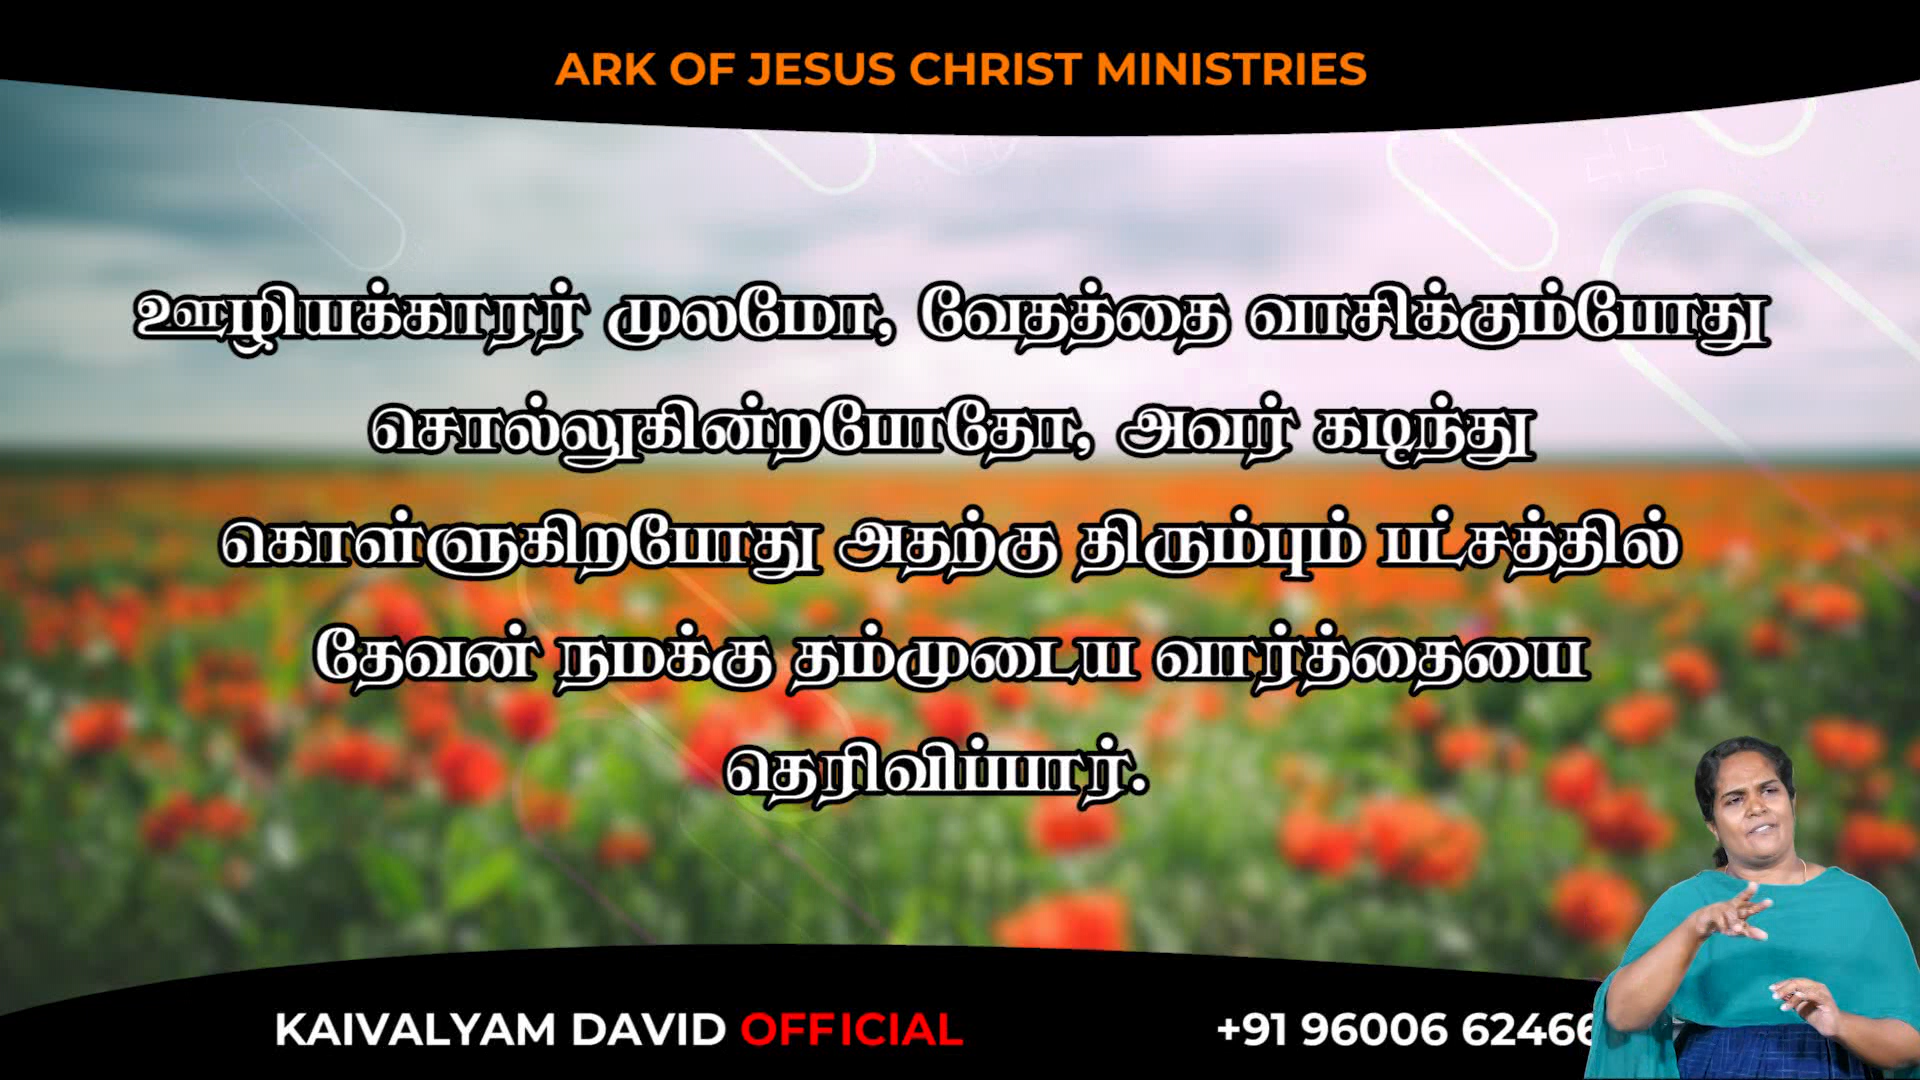 ARK OF JESUS CHRIST MINISTRIES
ஊழியக்காரர் முலமோ, வேதத்தை வாசிக்கும்போது
சொல்லுகின்றபோதோ, அவர் கடிந்து
கொள்ளுகிறபோது அதற்கு திரும்பும் பட்சத்தில்
தேவன் நமக்கு தம்முடைய வார்த்தையை
தெரிவிப்பார்.
KAIVALYAM DAVID OFFICIAL
+91 96006 62466